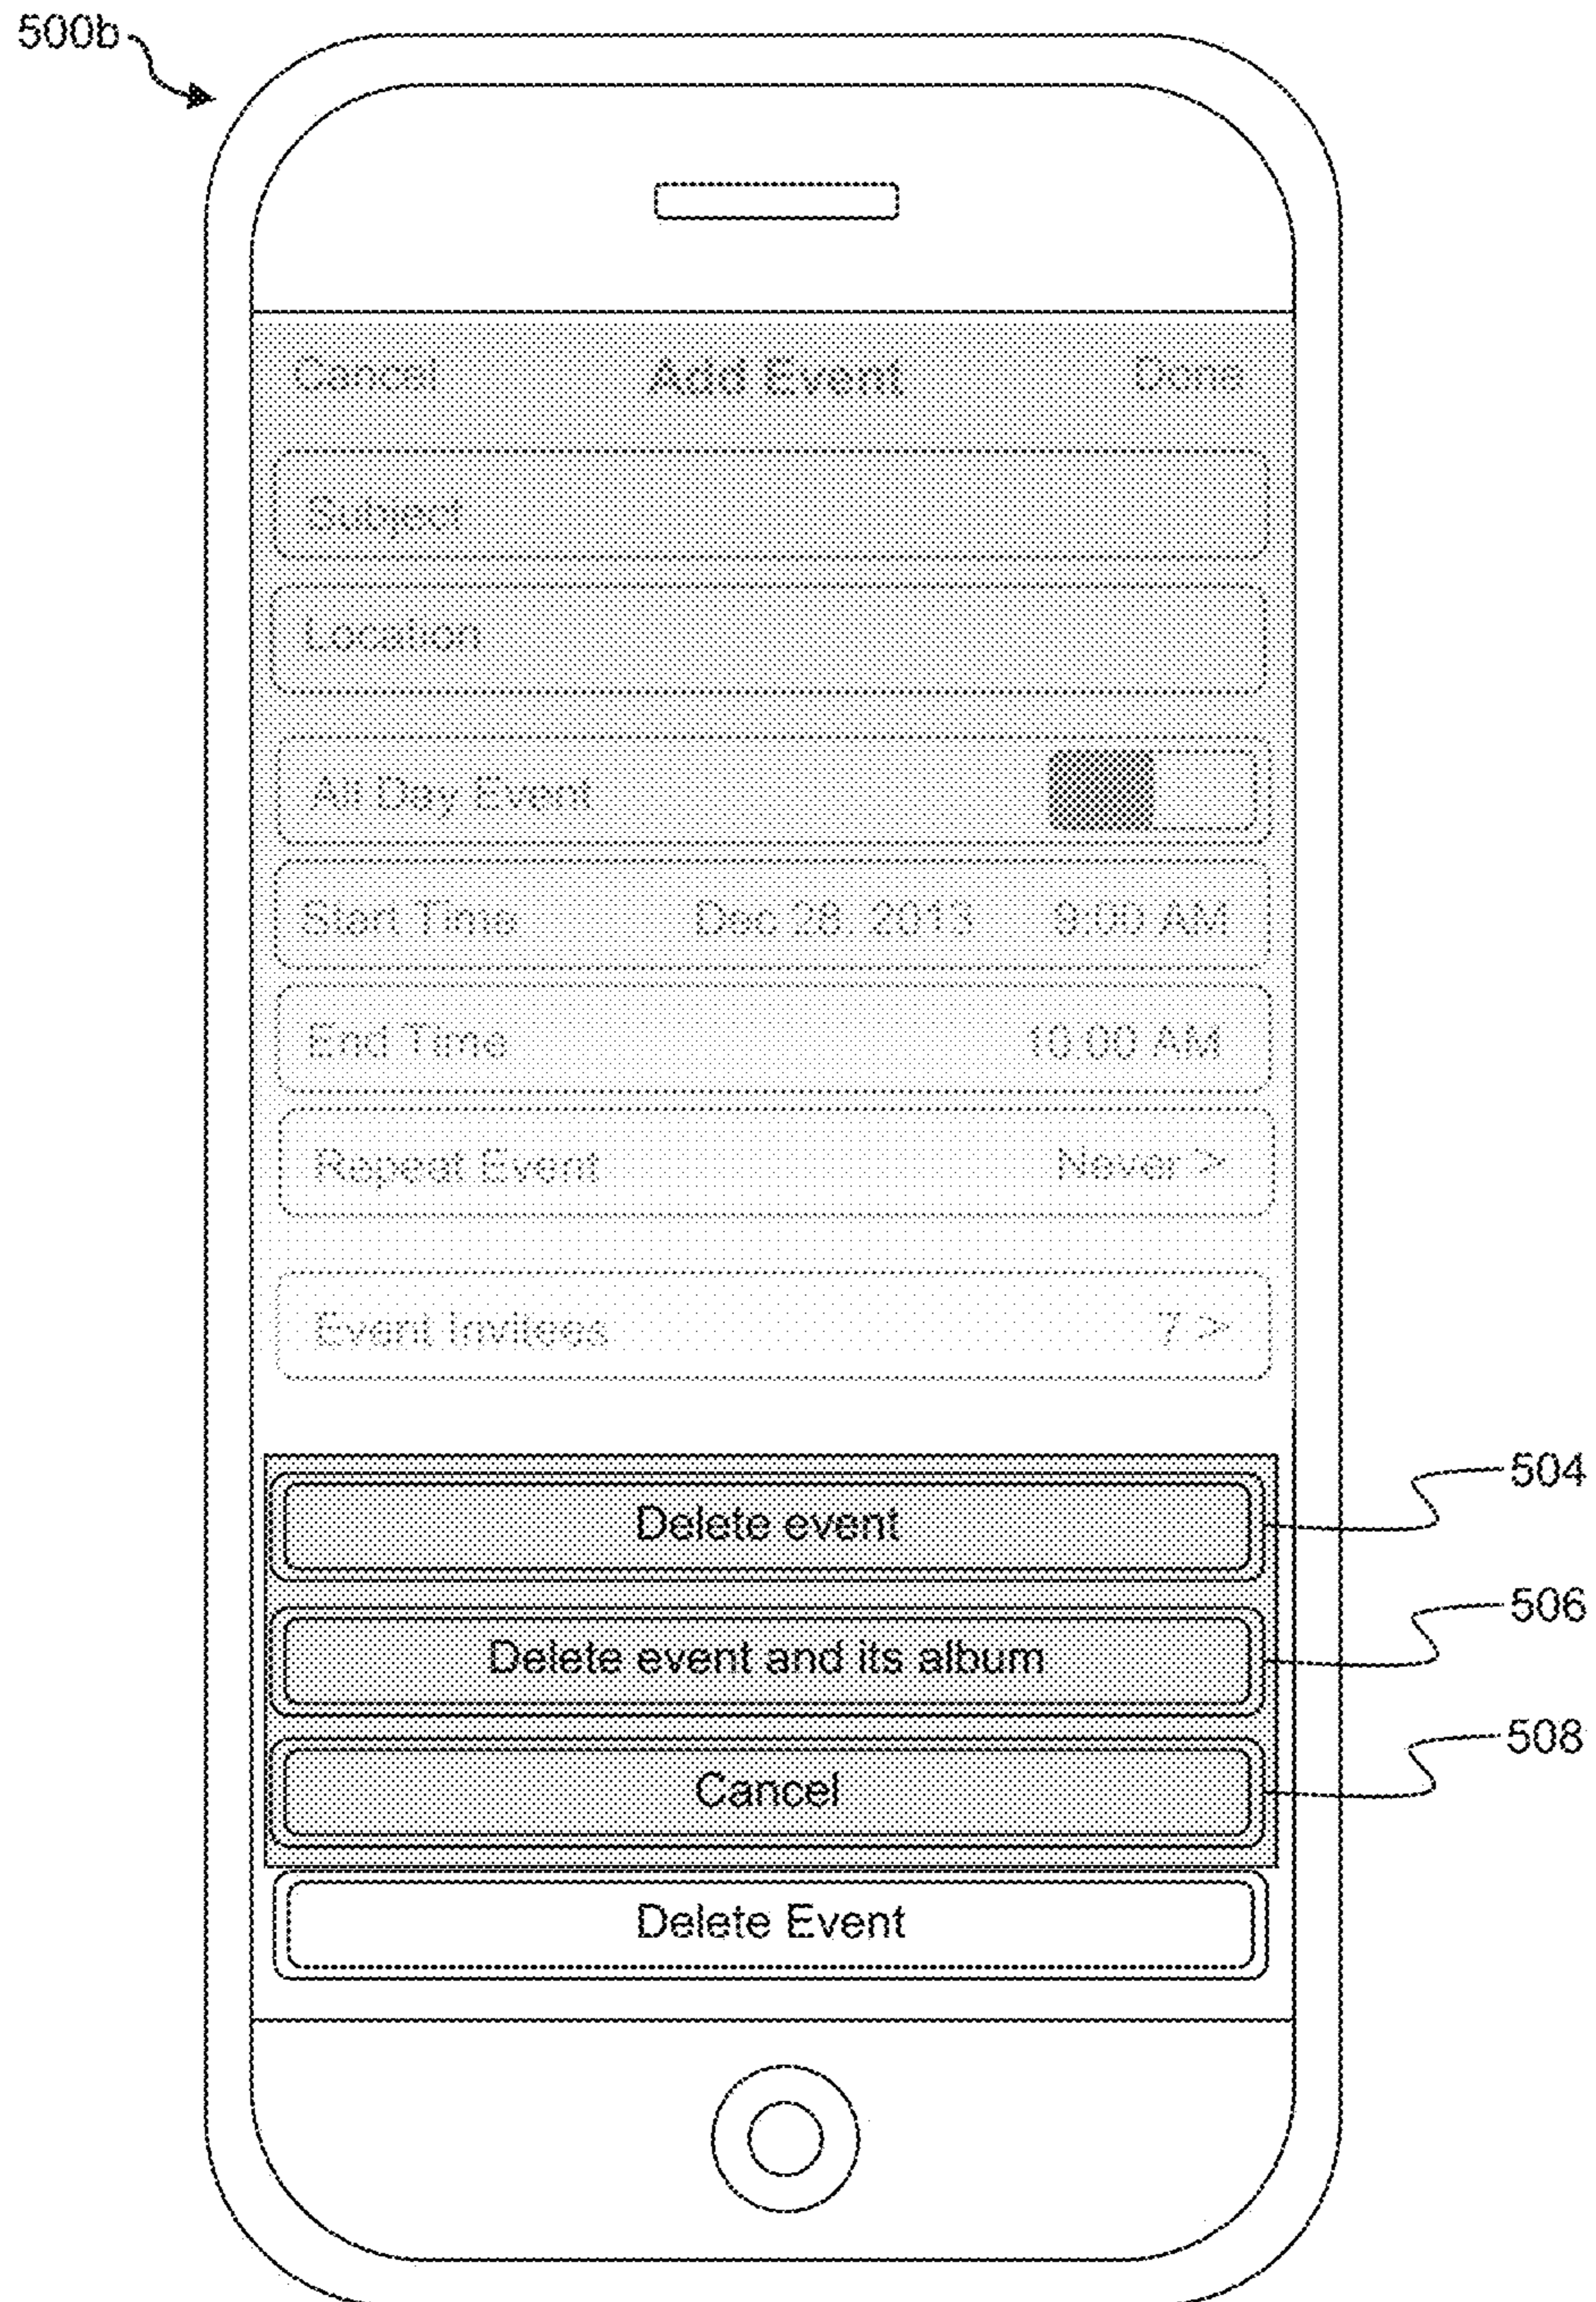 500b
Cancel Add Event Done
Subject
Location
All Day Event
Start Time Dec 28, 2013 9:00 AM
End Time 10:00 AM
Repeat Event Never >
Event Invitees 7 >
Delete event 504
Delete event and its album 506
Cancel 508
Delete Event